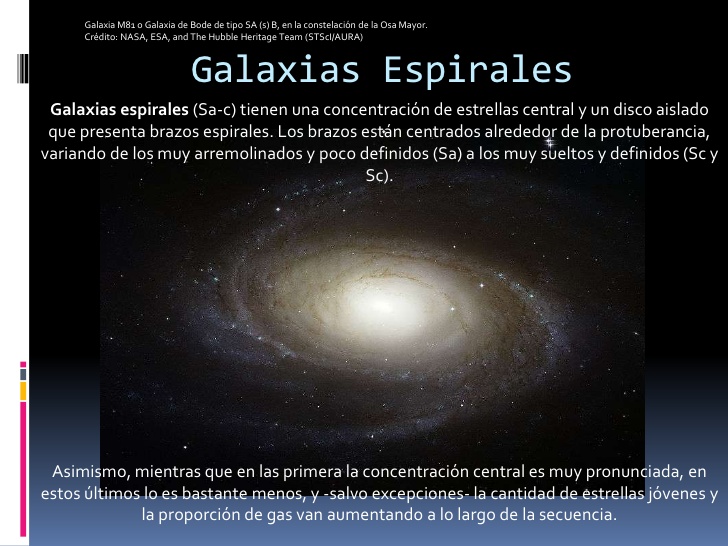 Galaxia M81 o Galaxia de Bode de tipo SA (s) B, en la constelación de la Osa Mayor.
Crédito: NASA, ESA, and The Hubble Heritage Team (STScI/AURA)
Galaxias Espirales
Galaxias espirales (Sa-c) tienen una concentración de estrellas central y un disco aislado
que presenta brazos espirales. Los brazos están centrados alrededor de la protuberancia,
variando de los muy arremolinados y poco definidos (Sa) a los muy sueltos y definidos (Sc y
Sc).
Asimismo, mientras que en las primera la concentración central es muy pronunciada, en
estos últimos lo es bastante menos, y -salvo excepciones- la cantidad de estrellas jóvenes y
la proporción de gas van aumentando a lo largo de la secuencia.